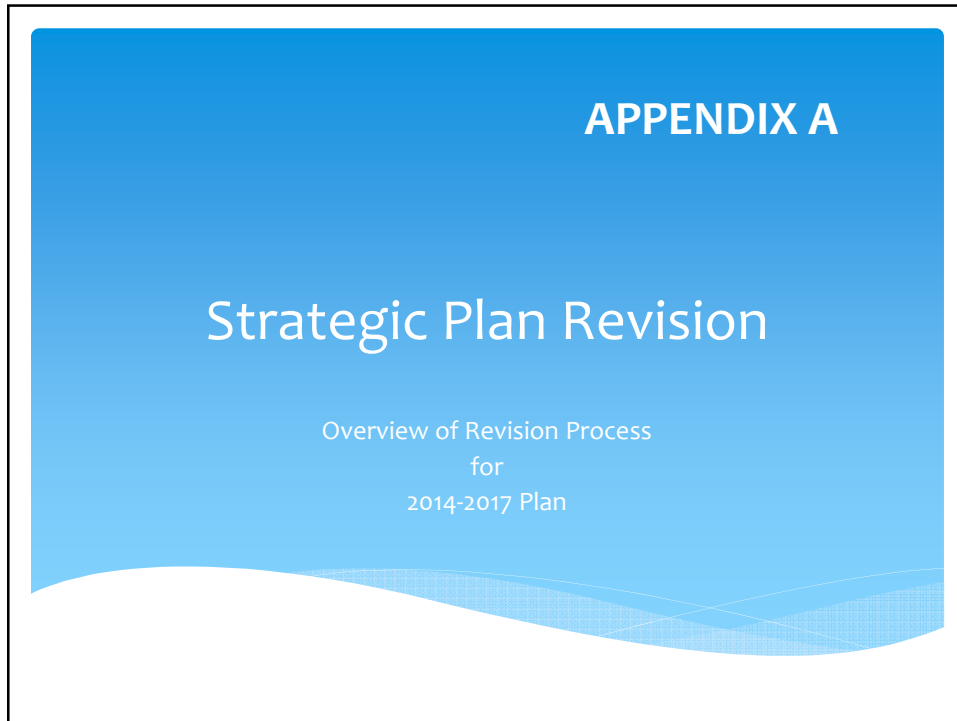 APPENDIX A
Strategic Plan Revision
Overview of Revision Process
for
2014-2017 Plan